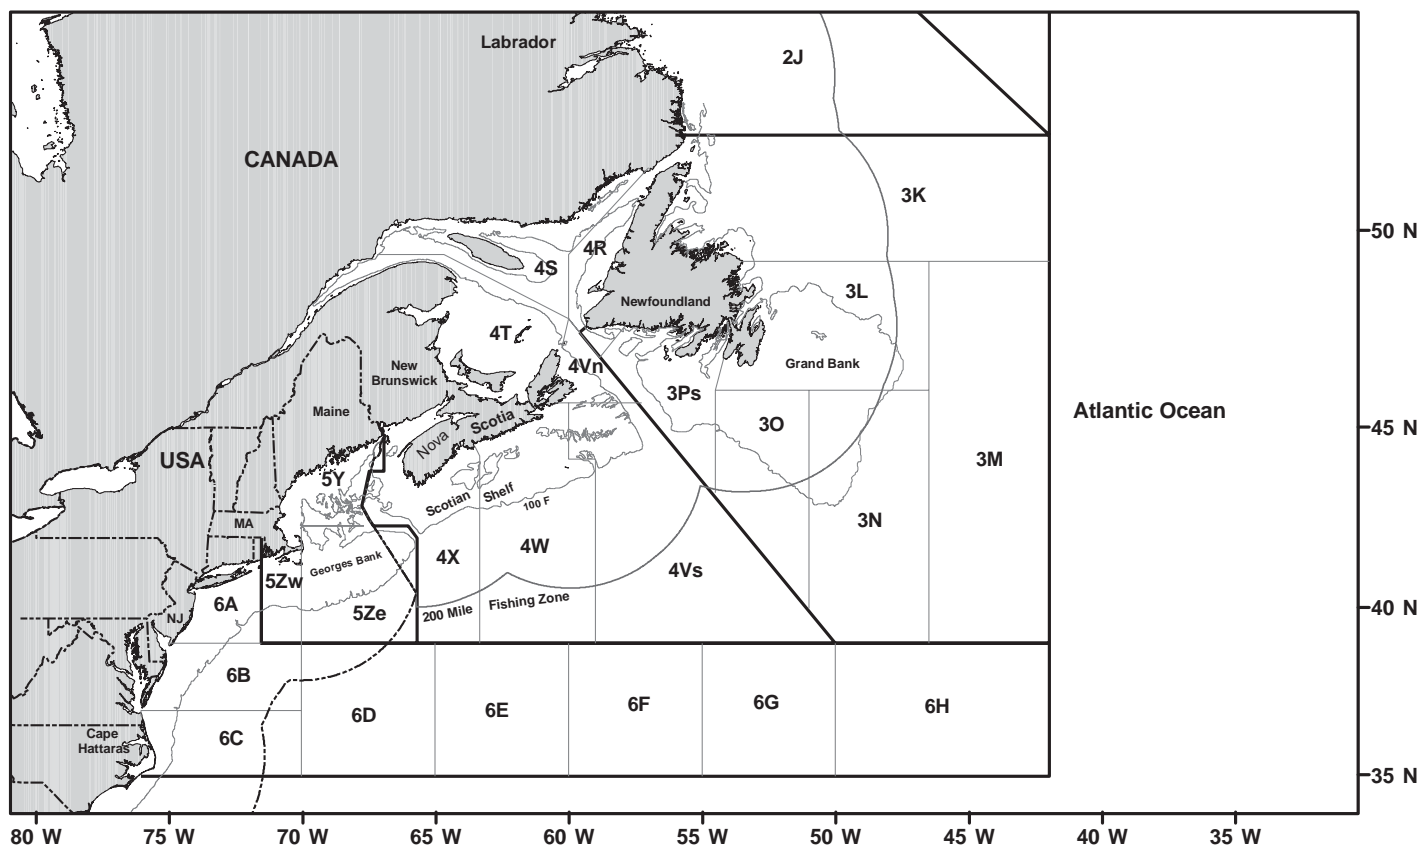 Labrador
2J
CANADA
3K
50 N
4R
4S
Newfoundland
3L
4T
Grand Bank
New
Brunswick
4Vn
3Ps
Maine
Atlantic Ocean
Nova Scotia
3O
45 N
USA
3M
5Y
Scotian Shelf
100 F
MA
3N
4W
4X
Georges Bank
4Vs
5Zw
6A
5Ze
200 Mile Fishing Zone
40 N
NJ
6B
6C
6D
6E
6F
6G
6H
Cape
Hattaras
35 N
80 W 75 W 70 W 65 W 60 W 55 W 50 W 45 W 40 W 35 W